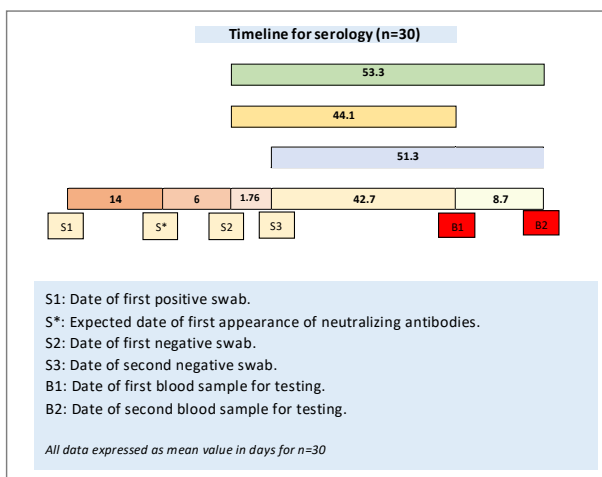 Timeline for serology (n=30)
53.3
44.1
51.3
14 6 1.76 42.7 8.7
S1 S* S2 S3 B1 B2
S1: Date of first positive swab.
S*: Expected date of first appearance of neutralizing antibodies.
S2: Date of first negative swab.
S3: Date of second negative swab.
B1: Date of first blood sample for testing.
B2: Date of second blood sample for testing.
All data expressed as mean value in days for n=30